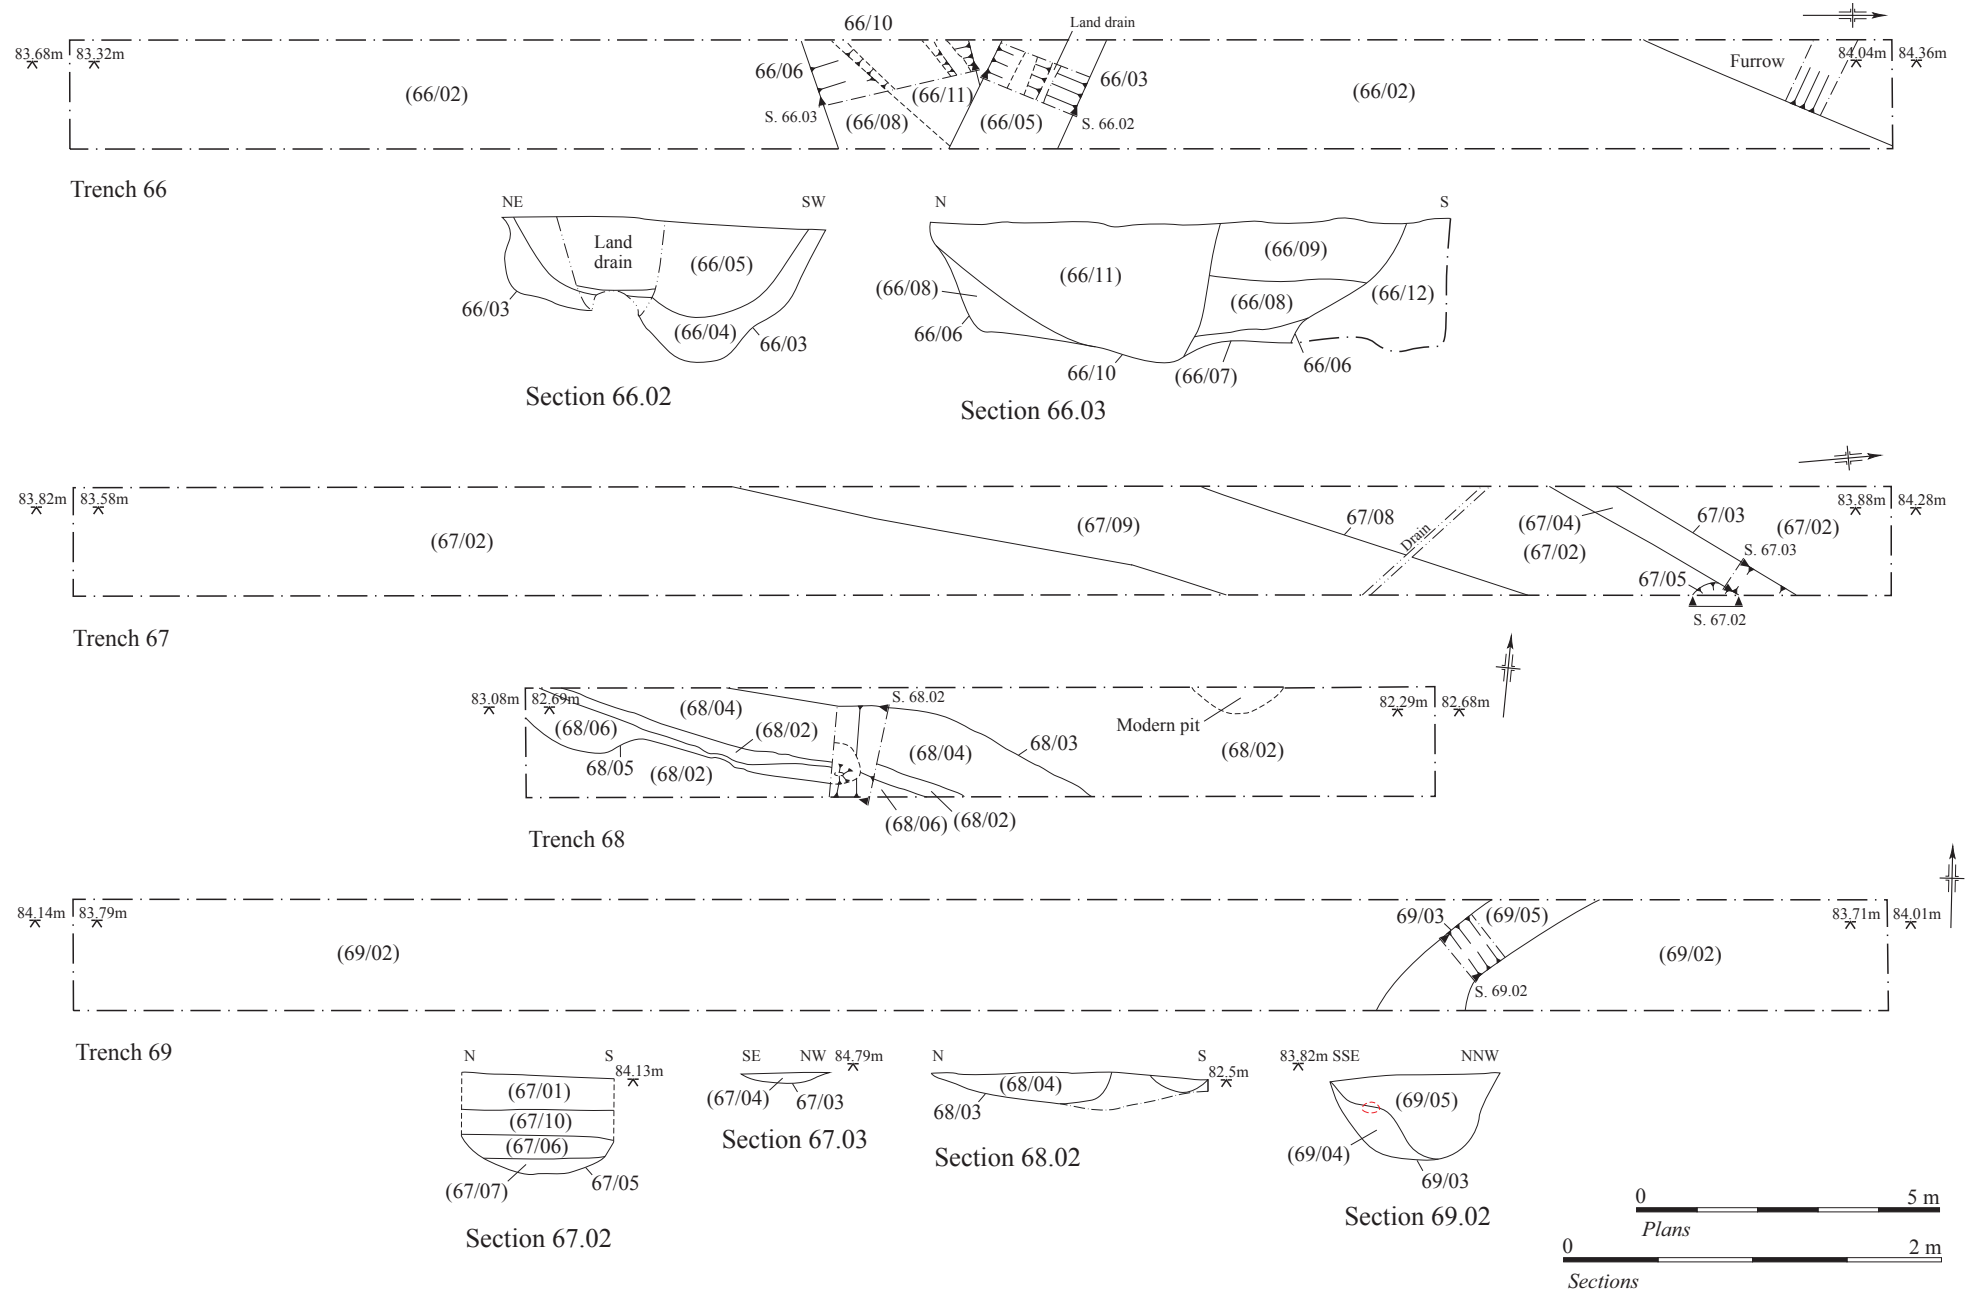 66/10
Land drain
83.68m
83.32m
66/06
66/03
Furrow
84.04m
84.36m
(66/02)
(66/11)
(66/02)
S. 66.03
(66/08)
(66/05)
S. 66.02
Trench 66
NE
SW
N
S
Land
drain
(66/05)
66/03
(66/04)
66/03
Section 66.02
(66/09)
(66/11)
(66/08)
(66/08)
(66/12)
66/06
66/10
(66/07)
66/06
Section 66.03
83.82m
83.58m
83.88m
84.28m
(67/02)
(67/09)
67/08
Drain
(67/04)
(67/02)
67/03
(67/02)
S. 67.03
67/05
S. 67.02
Trench 67
83.08m
82.69m
(68/04)
S. 68.02
82.29m
82.68m
(68/06)
(68/02)
Modern pit
68/05
(68/02)
(68/04)
68/03
(68/02)
(68/06)
(68/02)
Trench 68
84.14m
83.79m
69/03
(69/05)
83.71m
84.01m
(69/02)
(69/02)
S. 69.02
Trench 69
N
S
84.13m
(67/01)
(67/10)
(67/06)
(67/07)
67/05
Section 67.02
SE
NW
84.79m
(67/04)
67/03
Section 67.03
N
S
82.5m
(68/04)
68/03
Section 68.02
83.82m
SSE
NNW
(69/05)
(69/04)
69/03
Section 69.02
0
5 m
Plans
0
2 m
Sections